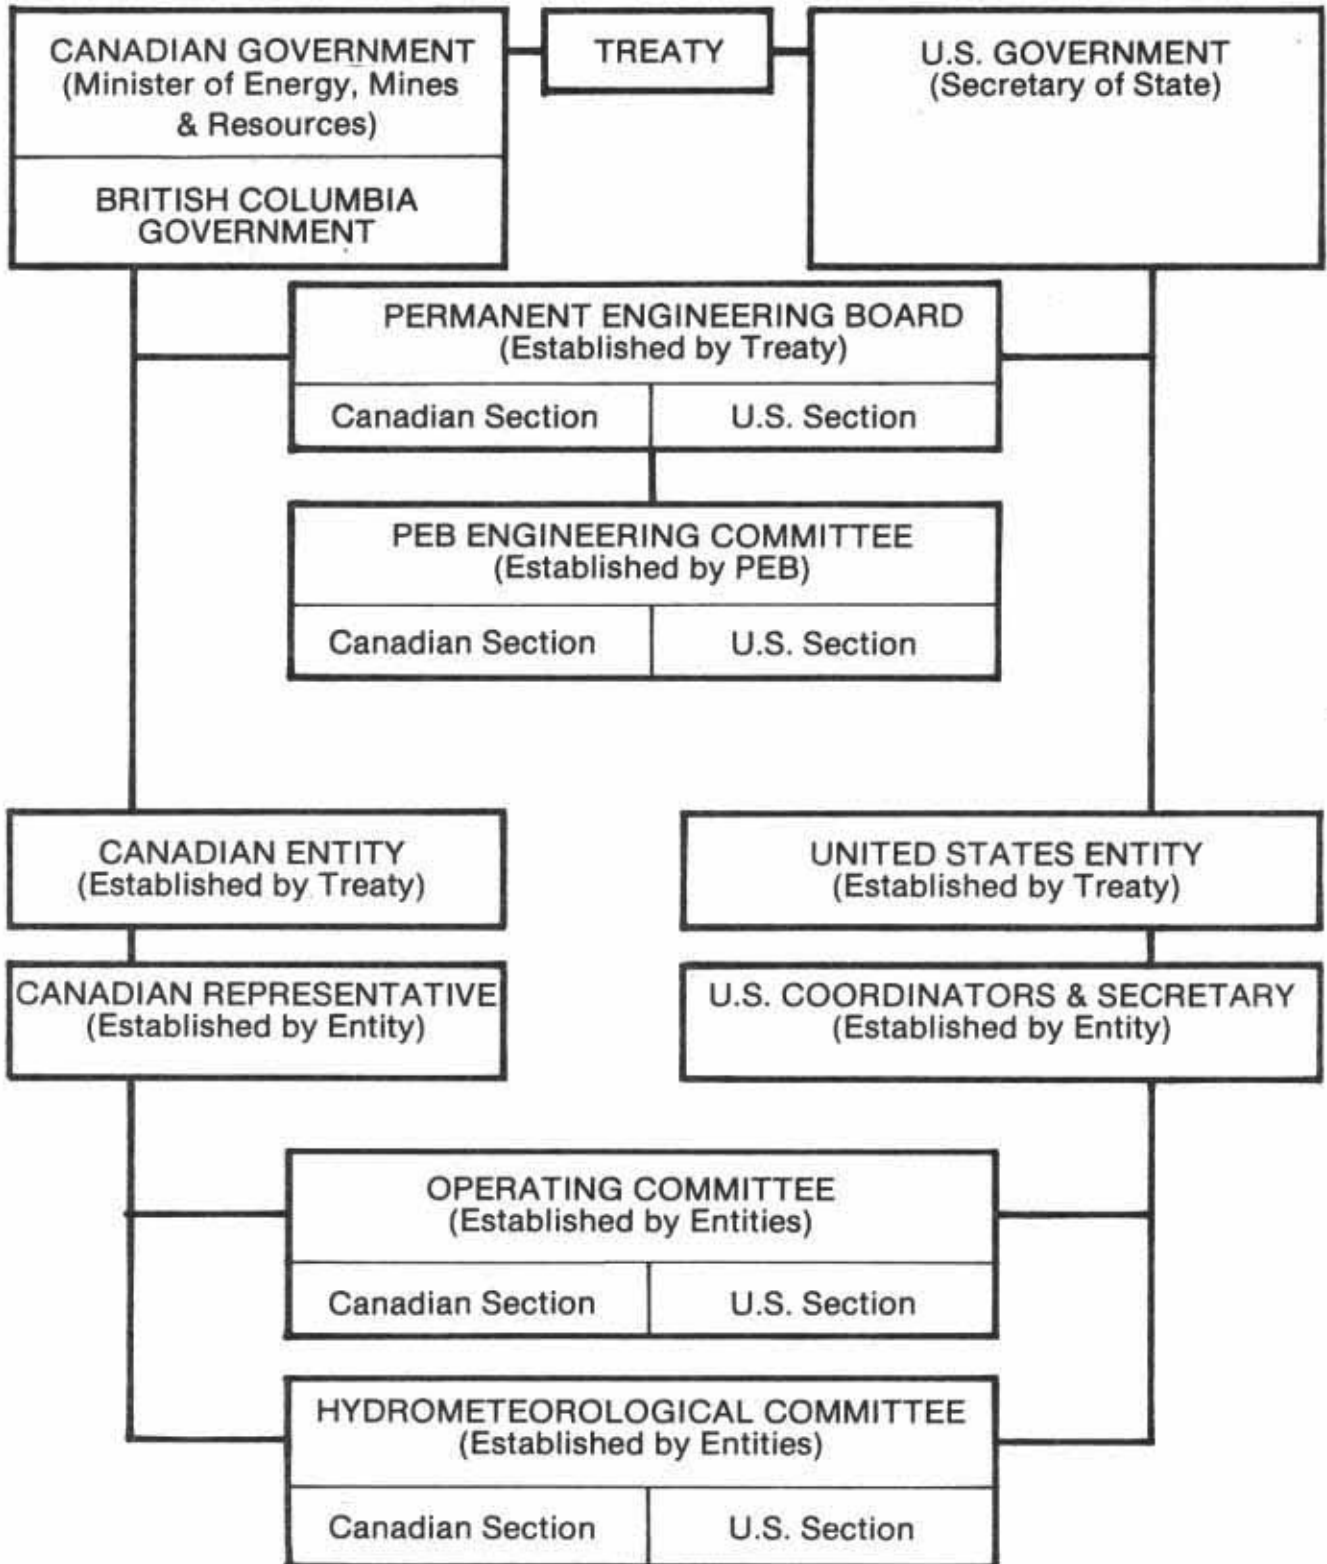 CANADIAN GOVERNMENT
(Minister of Energy, Mines
& Resources)
BRITISH COLUMBIA
GOVERNMENT
TREATY
U.S. GOVERNMENT
(Secretary of State)
PERMANENT ENGINEERING BOARD
(Established by Treaty)
Canadian Section
U.S. Section
PEB ENGINEERING COMMITTEE
(Established by PEB)
Canadian Section
U.S. Section
CANADIAN ENTITY
(Established by Treaty)
UNITED STATES ENTITY
(Established by Treaty)
CANADIAN REPRESENTATIVE
(Established by Entity)
U.S. COORDINATORS & SECRETARY
(Established by Entity)
OPERATING COMMITTEE
(Established by Entities)
Canadian Section
U.S. Section
HYDROMETEOROLOGICAL COMMITTEE
(Established by Entities)
Canadian Section
U.S. Section